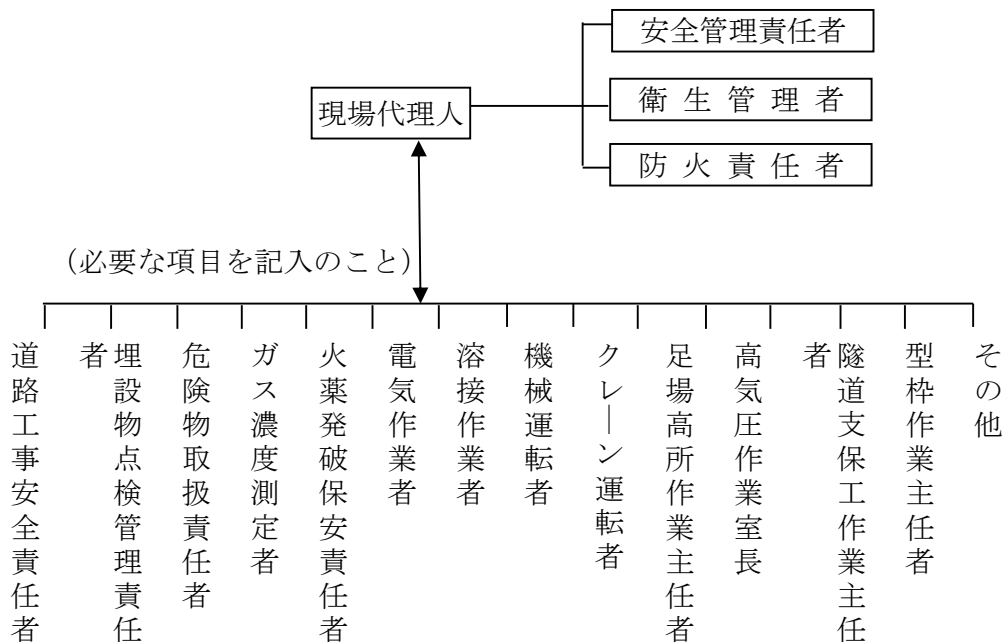 安全管理責任者
現場代理人
衛生管理者
防火責任者
（必要な項目を記入のこと）
道路工事安全責任者
埋設物点検管理責任
者
危険物取扱責任者
ガス濃度測定者
火薬発破保安責任者
電気作業者
溶接作業者
機械運転者
クレーン運転者
足場高所作業主任者
高気圧作業室長
隧道支保工作業主任
者
型枠作業主任者
その他